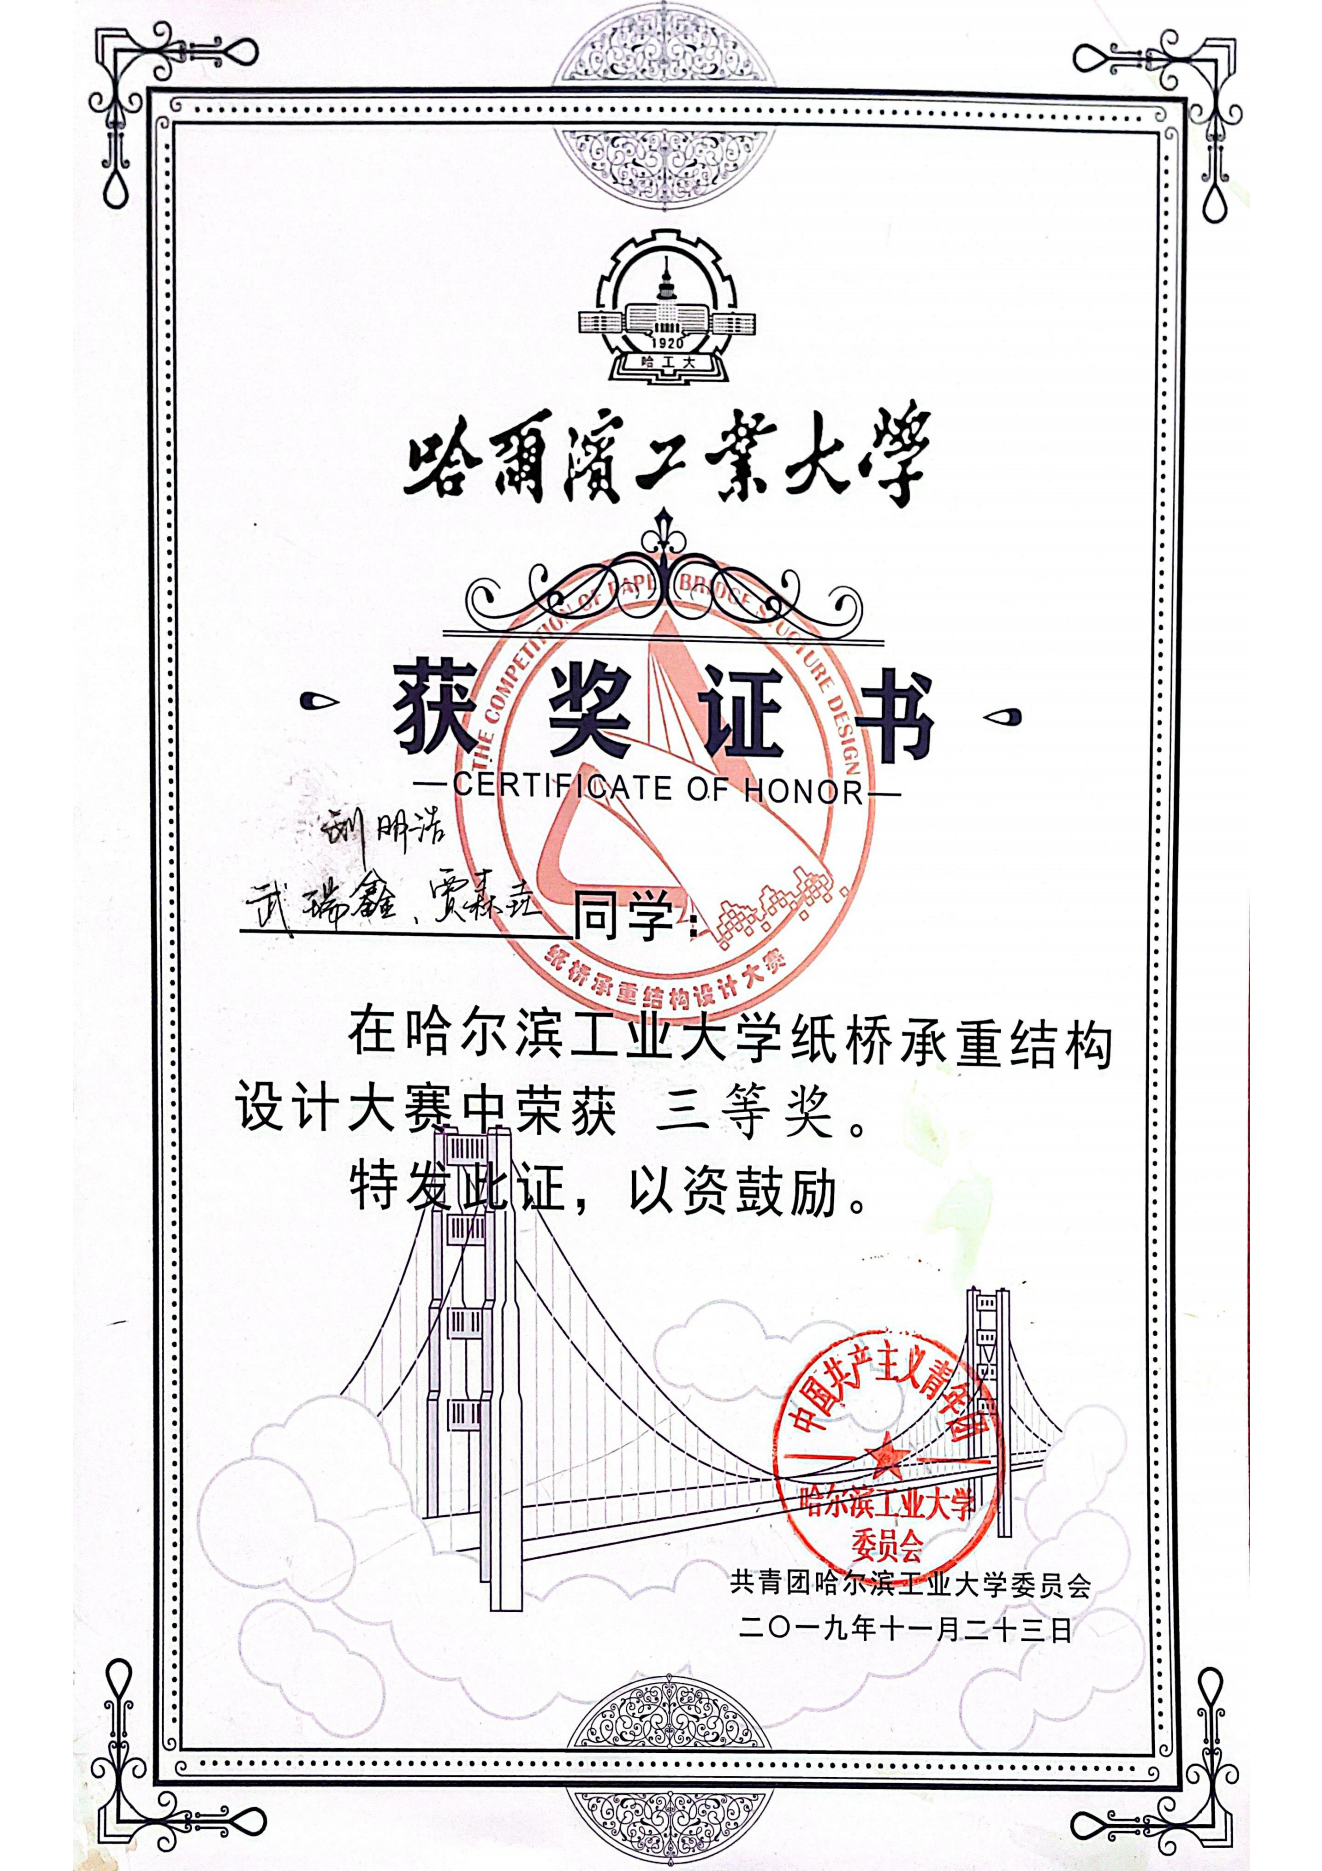 1920
哈工大
哈爾濱工業大學
THE COMPETITION OF PAPE BRIDGE STUCTURE DESIGN
获奖证书
—CERTIFICATE OF HONOR—
刘明浩
武瑞鑫、贾森垚 同学：
纸桥承重结构设计大赛
在哈尔滨工业大学纸桥承重结构
设计大赛中荣获 三等奖。
特发此证，以资鼓励。
中国共产主义青年团
哈尔滨工业大学
委员会
共青团哈尔滨工业大学委员会
二〇一九年十一月二十三日